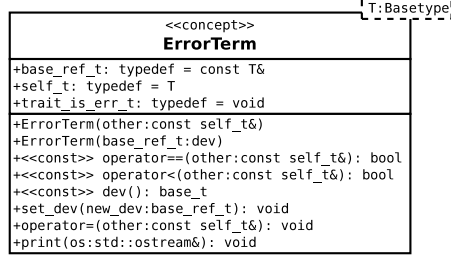 T:Basetype
<<concept>>
ErrorTerm
+base_ref_t: typedef = const T&
+self_t: typedef = T
+trait_is_err_t: typedef = void
+ErrorTerm(other:const self_t&)
+ErrorTerm(base_ref_t:dev)
+<<const>> operator==(other:const self_t&): bool
+<<const>> operator<(other:const self_t&): bool
+<<const>> dev(): base_t
+set_dev(new_dev:base_ref_t): void
+operator=(other:const self_t&): void
+print(os:std::ostream&): void